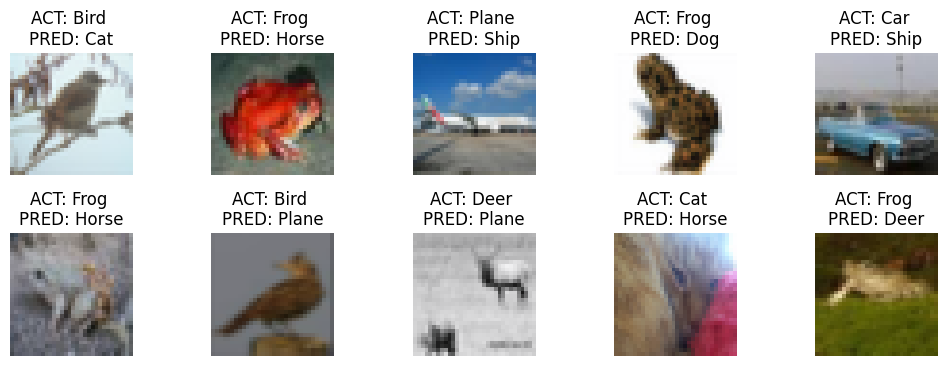 ACT: Bird
PRED: Cat
ACT: Frog
PRED: Horse
ACT: Plane
PRED: Ship
ACT: Frog
PRED: Dog
ACT: Car
PRED: Ship
ACT: Frog
PRED: Horse
ACT: Bird
PRED: Plane
ACT: Deer
PRED: Plane
ACT: Cat
PRED: Horse
ACT: Frog
PRED: Deer